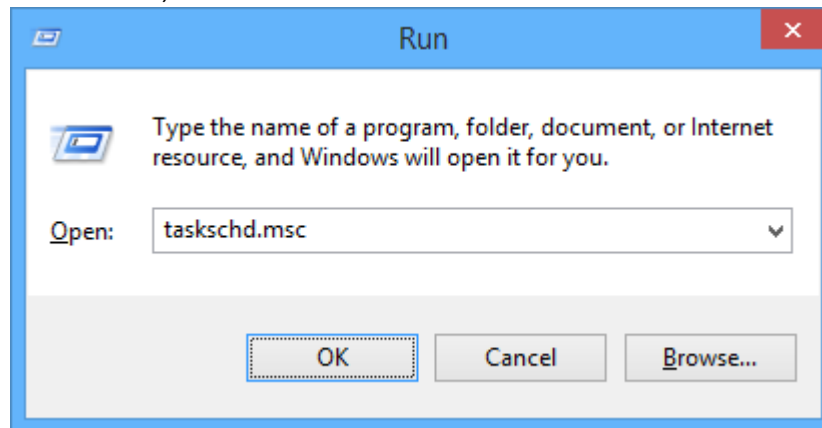 Run
Type the name of a program, folder, document, or Internet
resource, and Windows will open it for you.
Open: taskschd.msc
OK Cancel Browse...